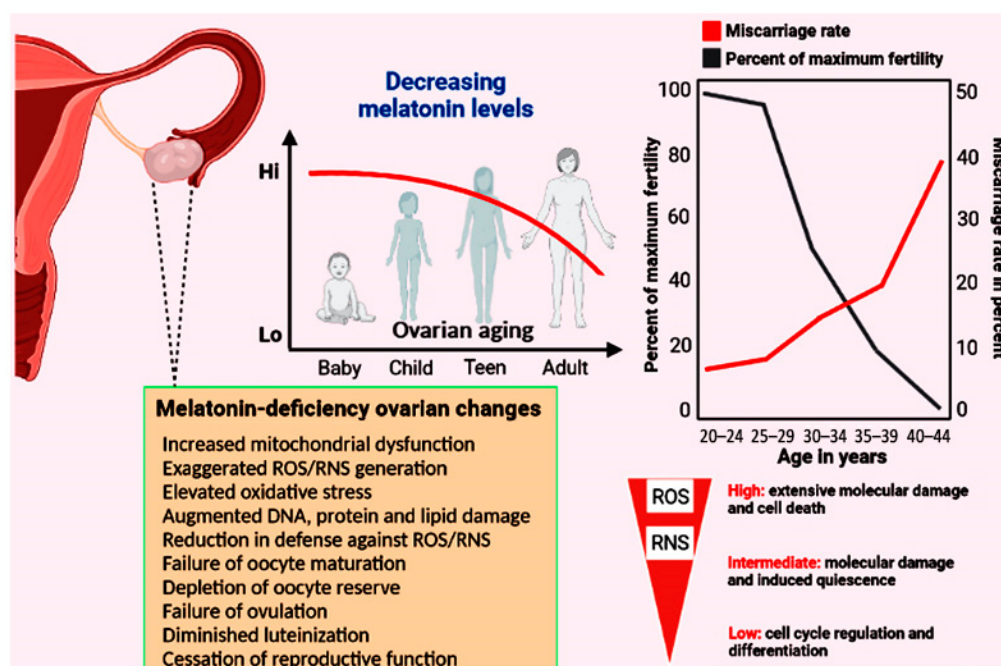 Decreasing
melatonin levels
Hi
Lo
Ovarian aging
Baby
Child
Teen
Adult
Melatonin-deficiency ovarian changes
Increased mitochondrial dysfunction
Exaggerated ROS/RNS generation
Elevated oxidative stress
Augmented DNA, protein and lipid damage
Reduction in defense against ROS/RNS
Failure of oocyte maturation
Depletion of oocyte reserve
Failure of ovulation
Diminished luteinization
Cessation of reproductive function
Miscarriage rate
Percent of maximum fertility
Percent of maximum fertility
100
80
60
40
20
0
50
40
30
20
10
0
Miscarriage rate in percent
20–24 25–29 30–34 35–39 40–44
Age in years
ROS
RNS
High: extensive molecular damage
and cell death
Intermediate: molecular damage
and induced quiescence
Low: cell cycle regulation and
differentiation